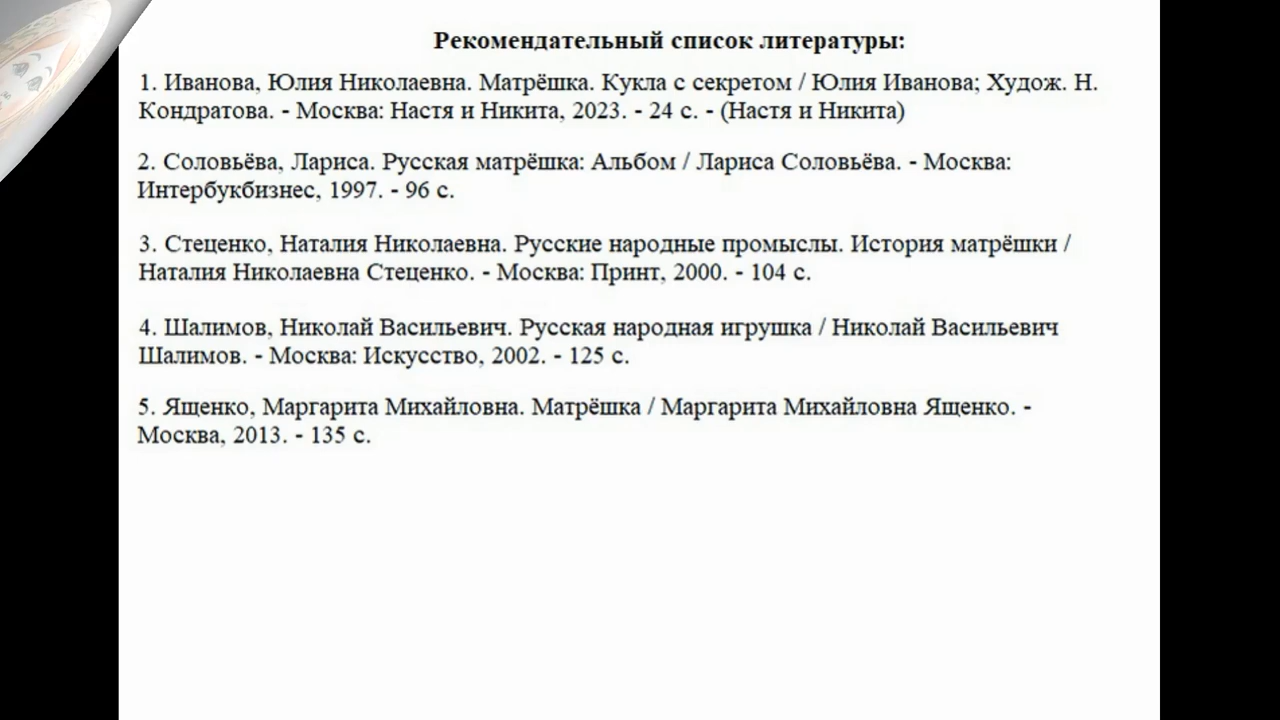 Рекомендательный список литературы:
1. Иванова, Юлия Николаевна. Матрёшка. Кукла с секретом / Юлия Иванова; Худож. Н.
Кондратова. - Москва: Настя и Никита, 2023. - 24 с. - (Настя и Никита)
2. Соловьёва, Лариса. Русская матрёшка: Альбом / Лариса Соловьёва. - Москва:
Интербукбизнес, 1997. - 96 с.
3. Стеценко, Наталия Николаевна. Русские народные промыслы. История матрёшки /
Наталия Николаевна Стеценко. - Москва: Принт, 2000. - 104 с.
4. Шалимов, Николай Васильевич. Русская народная игрушка / Николай Васильевич
Шалимов. - Москва: Искусство, 2002. - 125 с.
5. Ященко, Маргарита Михайловна. Матрёшка / Маргарита Михайловна Ященко. -
Москва, 2013. - 135 с.